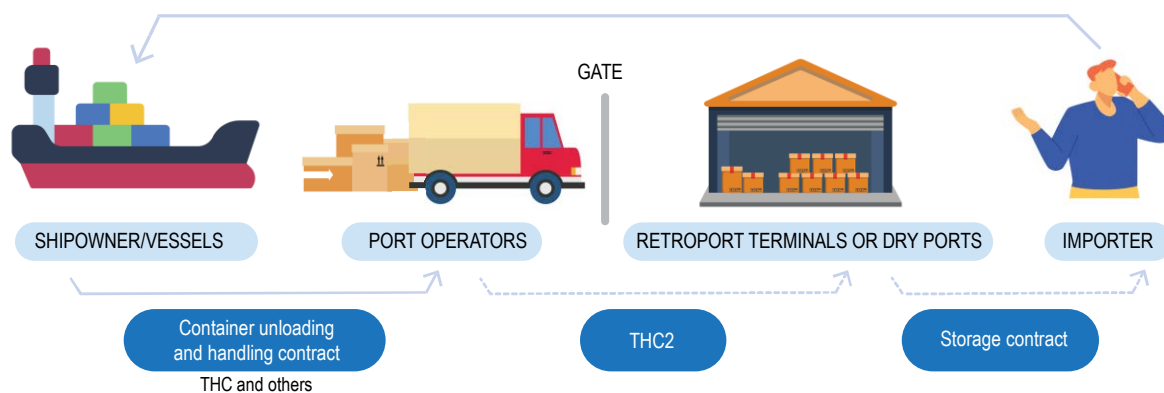 GATE
SHIPOWNER/VESSELS
PORT OPERATORS
RETROPORT TERMINALS OR DRY PORTS
IMPORTER
Container unloading
and handling contract
THC2
Storage contract
THC and others